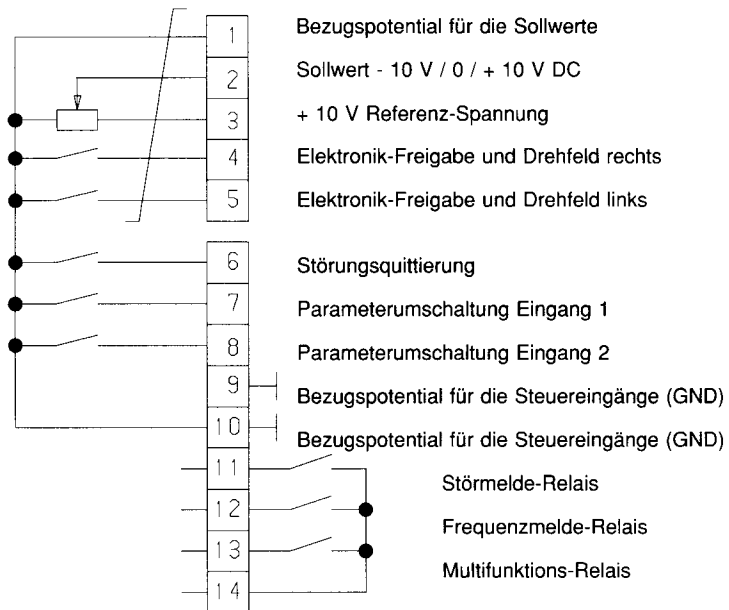 1 Bezugspotential für die Sollwerte
2 Sollwert - 10 V / 0 / + 10 V DC
3 + 10 V Referenz-Spannung
4 Elektronik-Freigabe und Drehfeld rechts
5 Elektronik-Freigabe und Drehfeld links
6 Störungsquittierung
7 Parameterumschaltung Eingang 1
8 Parameterumschaltung Eingang 2
9 Bezugspotential für die Steuereingänge (GND)
10 Bezugspotential für die Steuereingänge (GND)
11 Störmelde-Relais
12 Frequenzmelde-Relais
13 Multifunktions-Relais
14